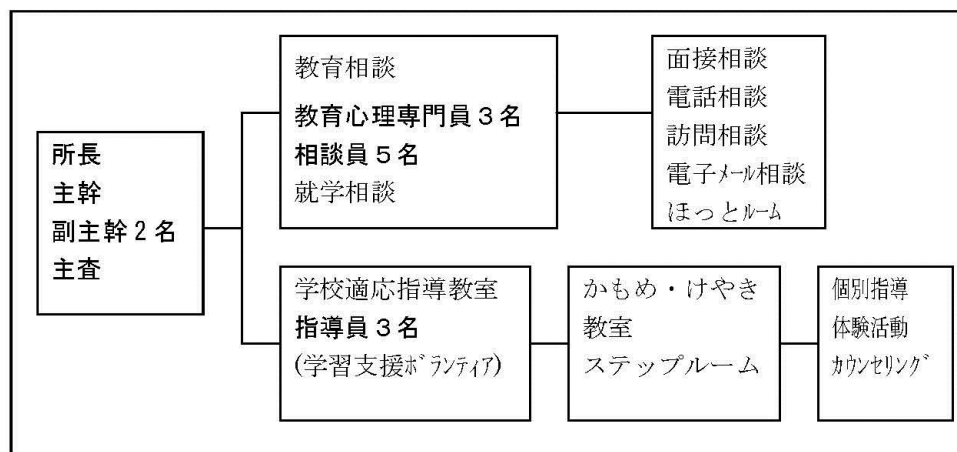 所長
主幹
副主幹２名
主査
教育相談
教育心理専門員３名
相談員５名
就学相談
面接相談
電話相談
訪問相談
電子ﾒｰﾙ相談
ほっとﾙｰﾑ
学校適応指導教室
指導員３名
(学習支援ﾎﾞﾗﾝﾃｨｱ)
かもめ・けやき
教室
ステップルーム
個別指導
体験活動
ｶｳﾝｾﾘﾝｸﾞ